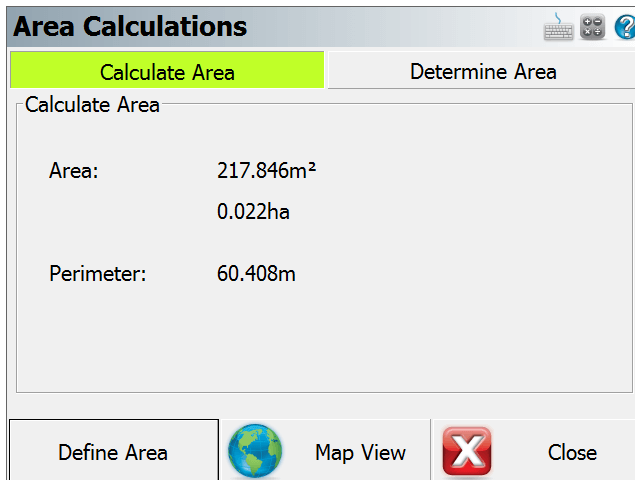 Area Calculations
Calculate Area
Determine Area
Calculate Area
Area:
217.846m²
0.022ha
Perimeter:
60.408m
Define Area
Map View
Close